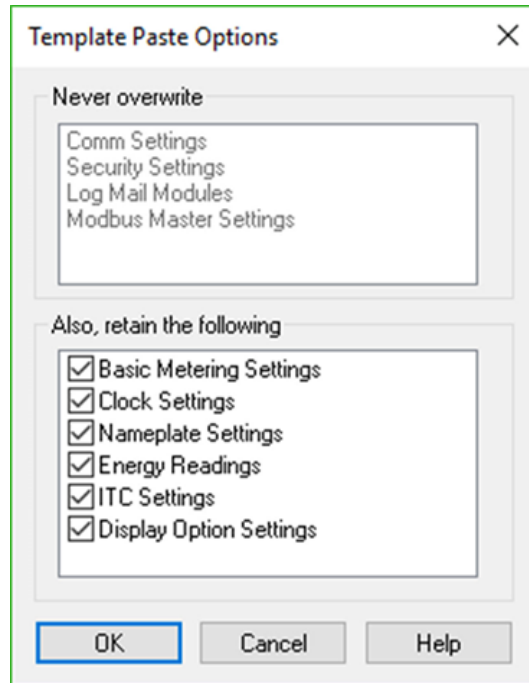 Template Paste Options
Never overwrite
Comm Settings
Security Settings
Log Mail Modules
Modbus Master Settings
Also, retain the following
Basic Metering Settings
Clock Settings
Nameplate Settings
Energy Readings
ITC Settings
Display Option Settings
OK Cancel Help